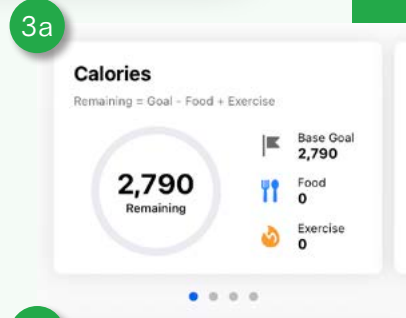 3a
Calories
Remaining = Goal - Food + Exercise
2,790
Remaining
Base Goal
2,790
Food
0
Exercise
0